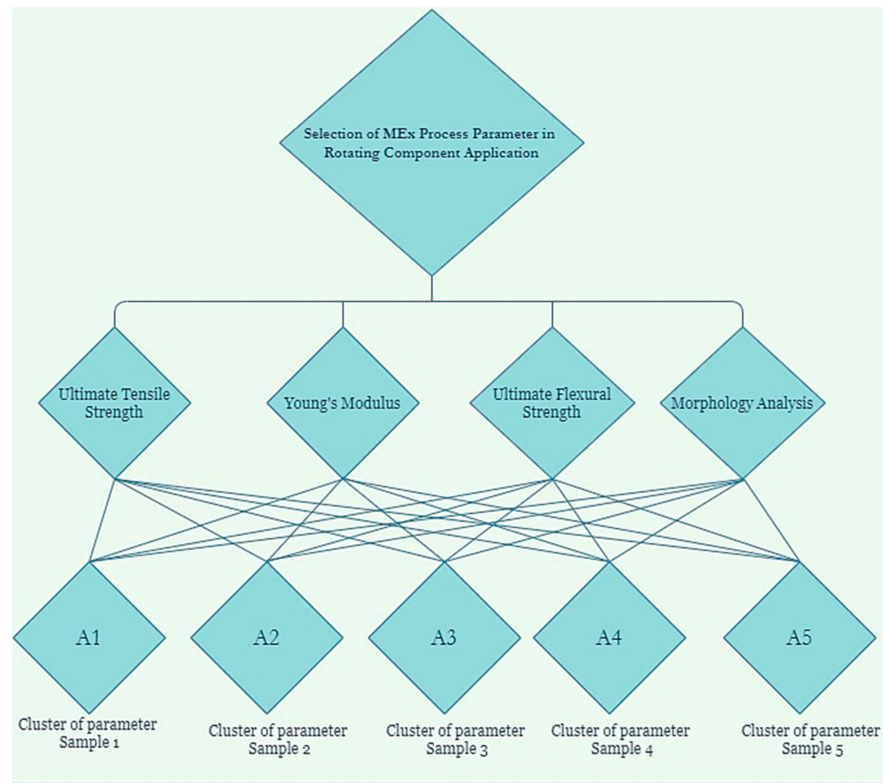 Selection of MEx Process Parameter in
Rotating Component Application
Ultimate Tensile
Strength
Young's Modulus
Ultimate Flexural
Strength
Morphology Analysis
A1
A2
A3
A4
A5
Cluster of parameter
Sample 1
Cluster of parameter
Sample 2
Cluster of parameter
Sample 3
Cluster of parameter
Sample 4
Cluster of parameter
Sample 5